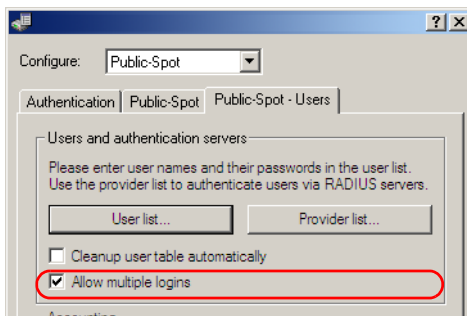 Configure: Public-Spot
Authentication Public-Spot Public-Spot - Users
Users and authentication servers
Please enter user names and their passwords in the user list.
Use the provider list to authenticate users via RADIUS servers.
User list... Provider list...
Cleanup user table automatically
Allow multiple logins
Accounting